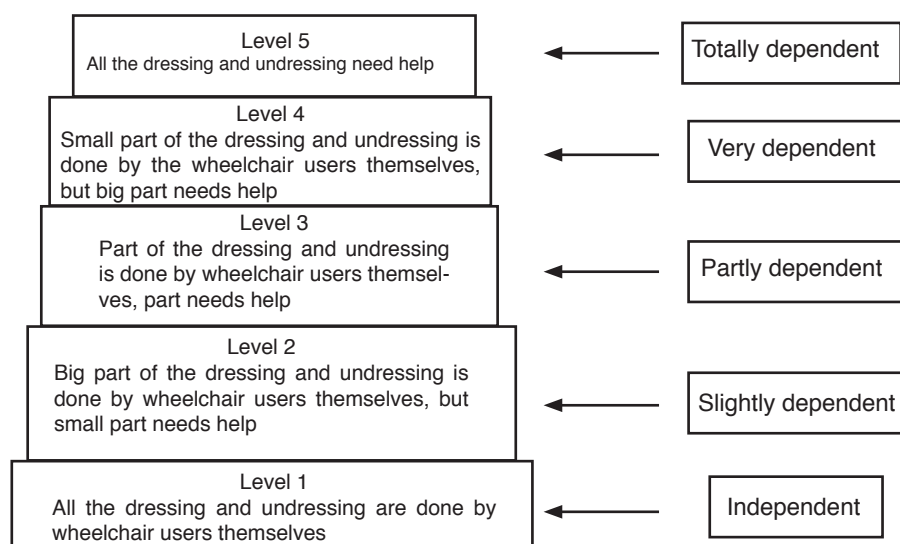 Level 5
All the dressing and undressing need help
Totally dependent
Level 4
Small part of the dressing and undressing is
done by the wheelchair users themselves,
but big part needs help
Very dependent
Level 3
Part of the dressing and undressing
is done by wheelchair users themsel-
ves, part needs help
Partly dependent
Level 2
Big part of the dressing and undressing is
done by wheelchair users themselves, but
small part needs help
Slightly dependent
Level 1
All the dressing and undressing are done by
wheelchair users themselves
Independent